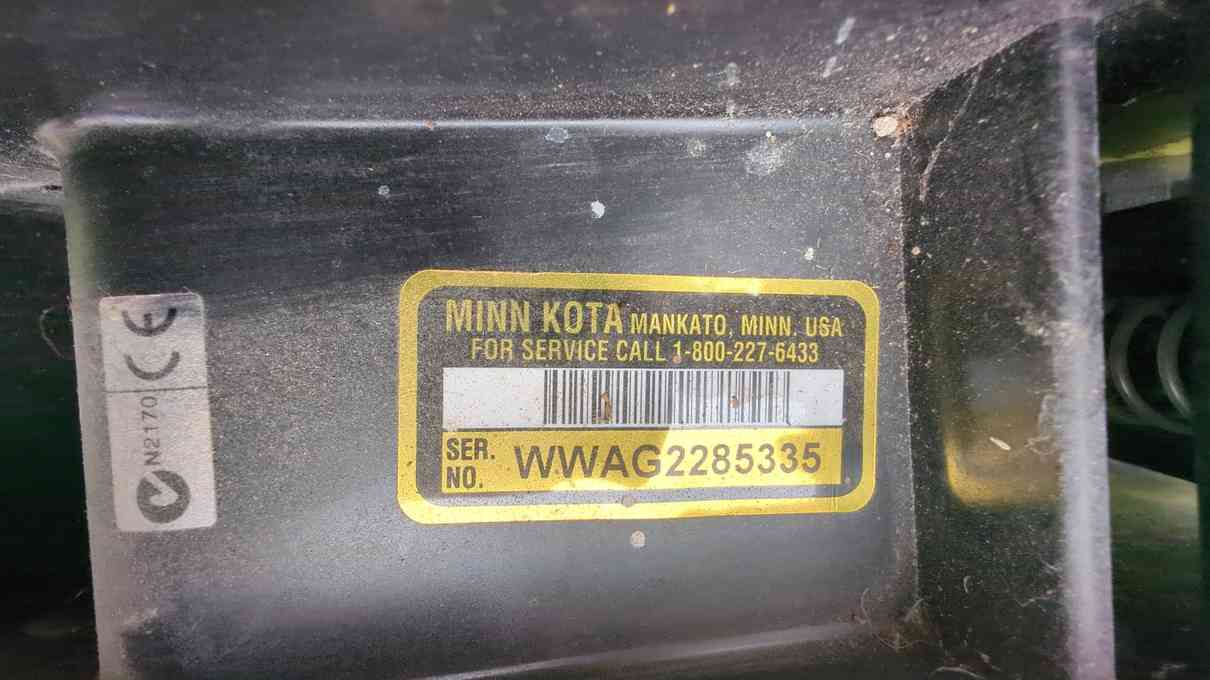 MINN KOTA MANKATO, MINN. USA
FOR SERVICE CALL 1-800-227-6433
SER. NO. WWAG2285335
CE
N2170